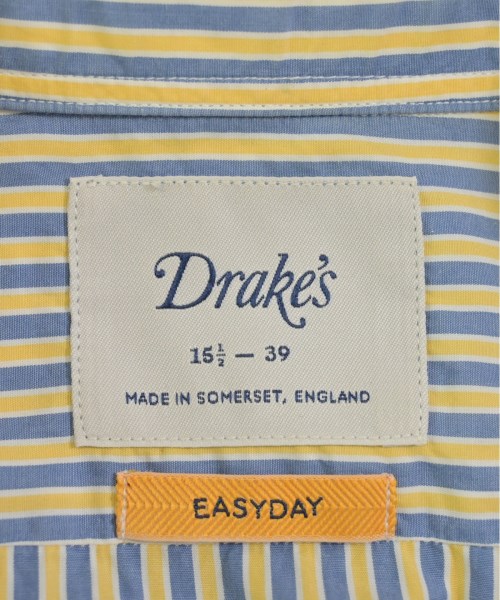 Drake's
15½ — 39
MADE IN SOMERSET, ENGLAND
EASYDAY